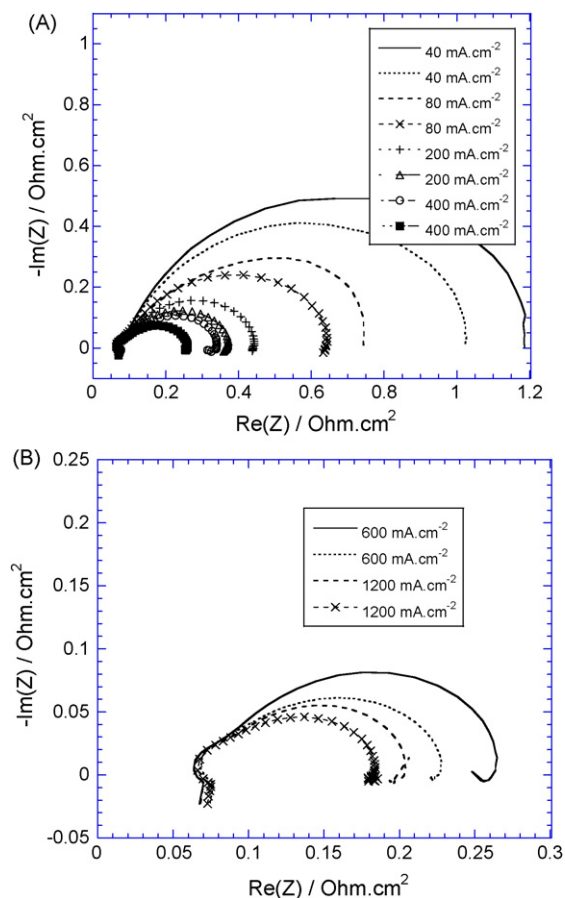 (A)
1
0.8
0.6
0.4
0.2
0
-Im(Z) / Ohm.cm²
40 mA.cm⁻²
40 mA.cm⁻²
80 mA.cm⁻²
80 mA.cm⁻²
200 mA.cm⁻²
200 mA.cm⁻²
400 mA.cm⁻²
400 mA.cm⁻²
0 0.2 0.4 0.6 0.8 1 1.2
Re(Z) / Ohm.cm²
(B)
0.25
0.2
0.15
0.1
0.05
0
-0.05
-Im(Z) / Ohm.cm²
600 mA.cm⁻²
600 mA.cm⁻²
1200 mA.cm⁻²
1200 mA.cm⁻²
0 0.05 0.1 0.15 0.2 0.25 0.3
Re(Z) / Ohm.cm²